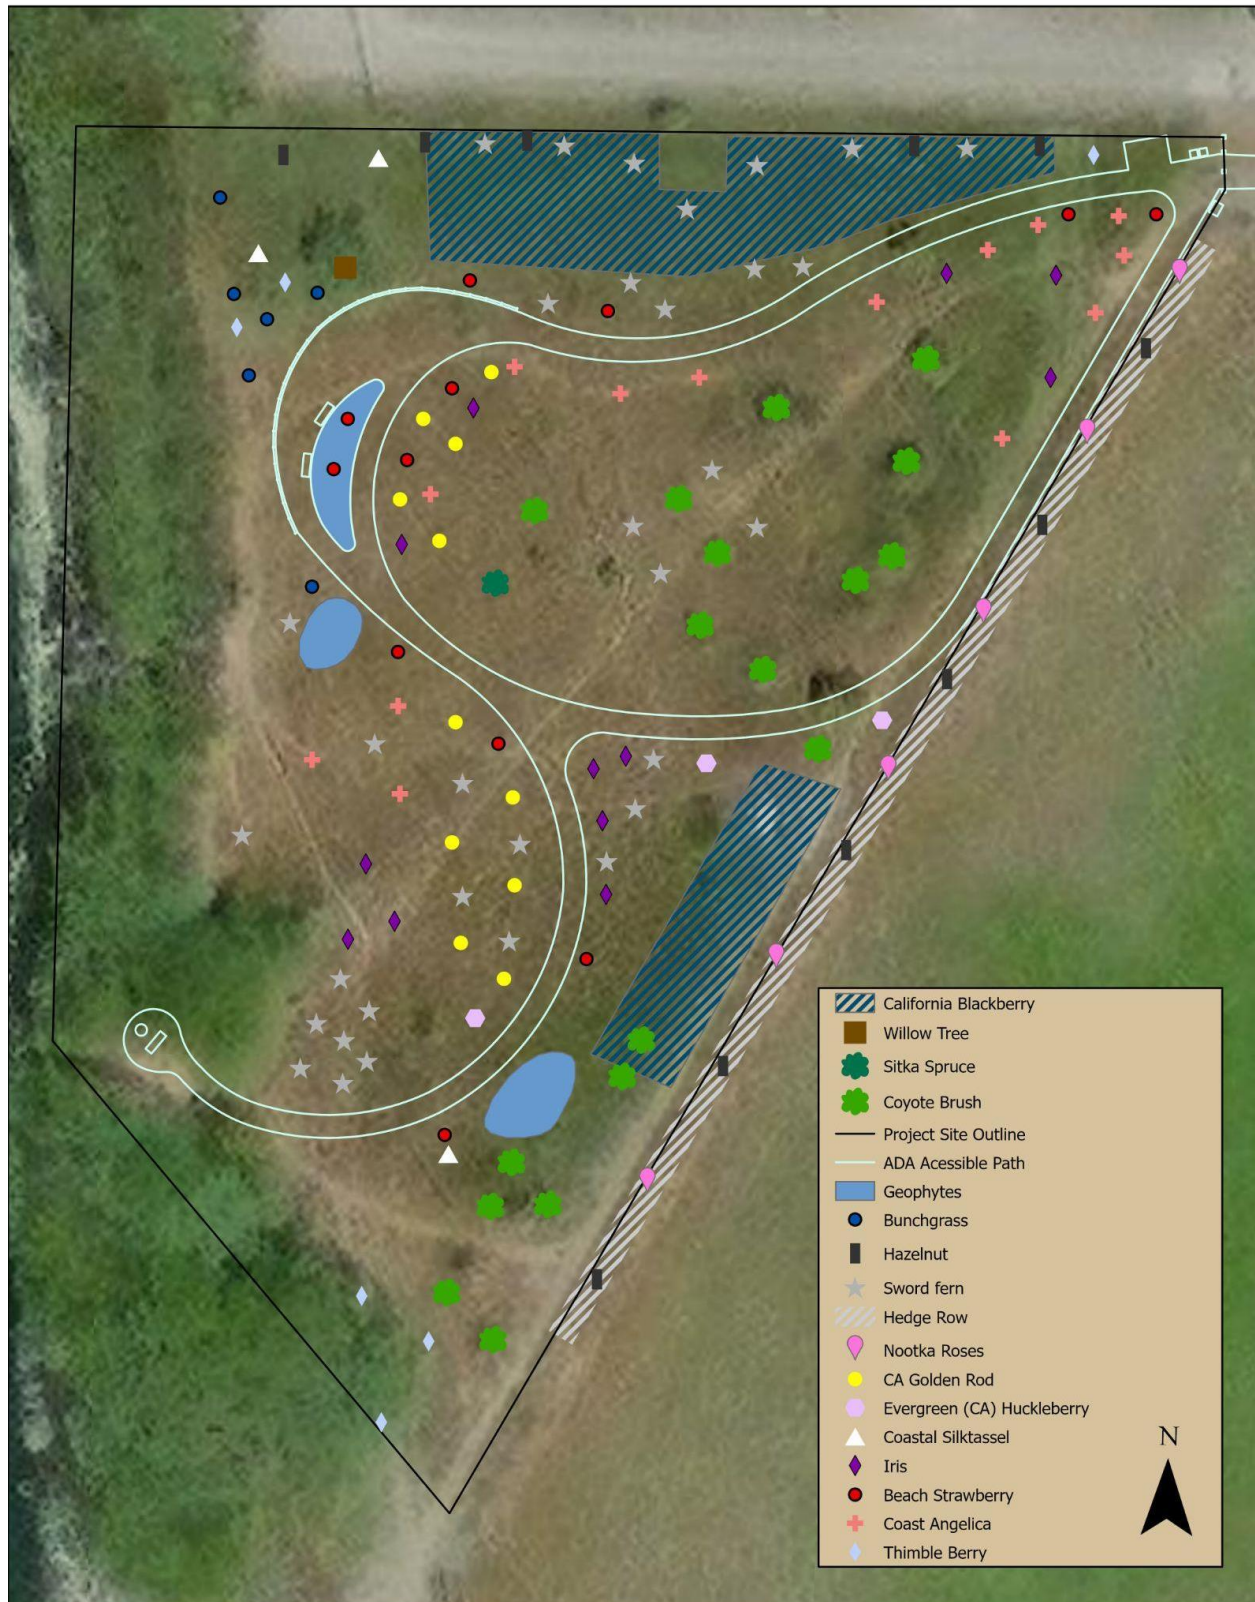 California Blackberry
Willow Tree
Sitka Spruce
Coyote Brush
Project Site Outline
ADA Acessible Path
Geophytes
Bunchgrass
Hazelnut
Sword fern
Hedge Row
Nootka Roses
CA Golden Rod
Evergreen (CA) Huckleberry
Coastal Silktassel
Iris
Beach Strawberry
Coast Angelica
Thimble Berry
N